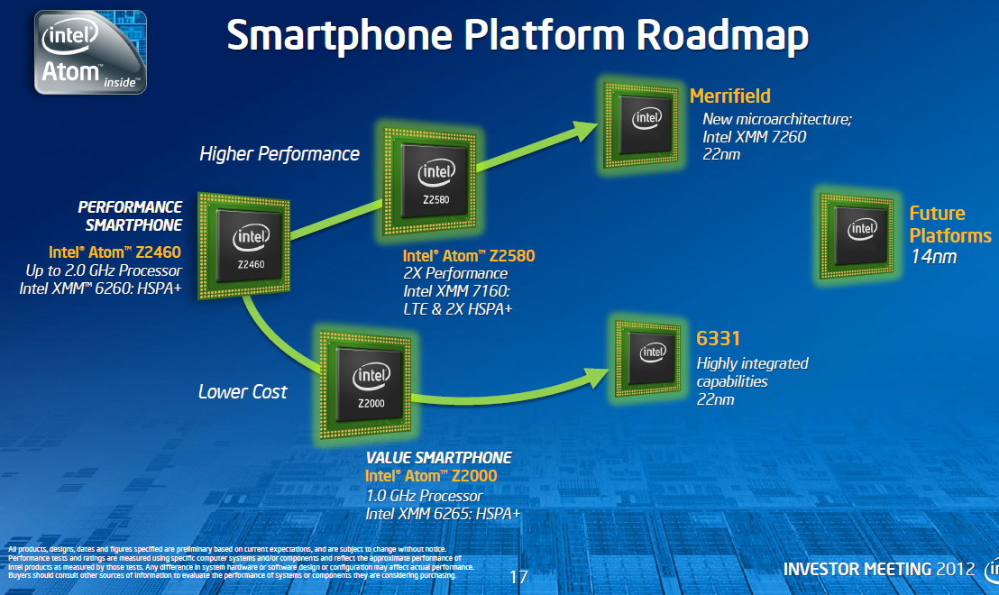 intel®
Atom™
inside™
Smartphone Platform Roadmap
Higher Performance
PERFORMANCE
SMARTPHONE
Intel® Atom™ Z2460
Up to 2.0 GHz Processor
Intel XMM™ 6260: HSPA+
intel
Z2460
intel
Z2580
Intel® Atom™ Z2580
2X Performance
Intel XMM 7160:
LTE & 2X HSPA+
intel
Merrifield
New microarchitecture;
Intel XMM 7260
22nm
intel
Future
Platforms
14nm
Lower Cost
intel
Z2000
VALUE SMARTPHONE
Intel® Atom™ Z2000
1.0 GHz Processor
Intel XMM 6265: HSPA+
intel
6331
Highly integrated
capabilities
22nm
All products, designs, dates and figures specified are preliminary based on current expectations, and are subject to change without notice.
Performance tests and ratings are measured using specific computer systems and/or components and reflect the approximate performance of
Intel products as measured by those tests. Any difference in system hardware or software design or configuration may affect actual performance.
Buyers should consult other sources of information to evaluate the performance of systems or components they are considering purchasing.
17
INVESTOR MEETING 2012